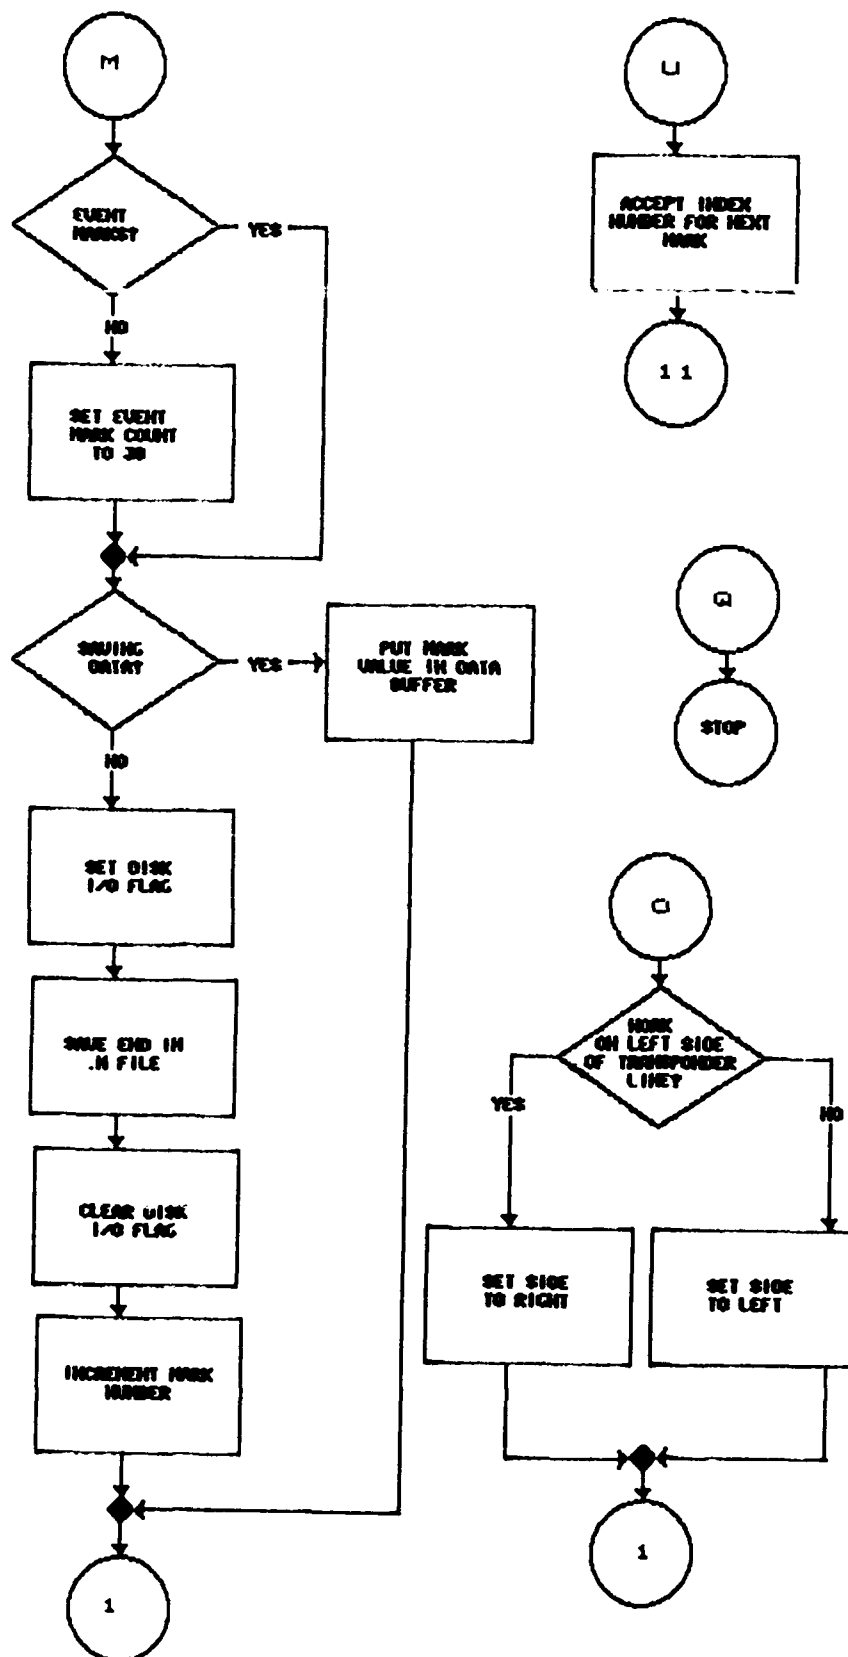 M
EVENT
MARKS?
YES
NO
SET EVENT
MARK COUNT
TO 30
SAVING
DATA?
YES
PUT MARK
VALUE IN DATA
BUFFER
NO
SET DISK
I/O FLAG
SAVE END IN
.M FILE
CLEAR DISK
I/O FLAG
INCREMENT MARK
NUMBER
1
U
ACCEPT INDEX
NUMBER FOR NEXT
MARK
11
Q
STOP
WORK
ON LEFT SIDE
OF TRANSPONDER
LINE?
YES
NO
SET SIDE
TO RIGHT
SET SIDE
TO LEFT
1